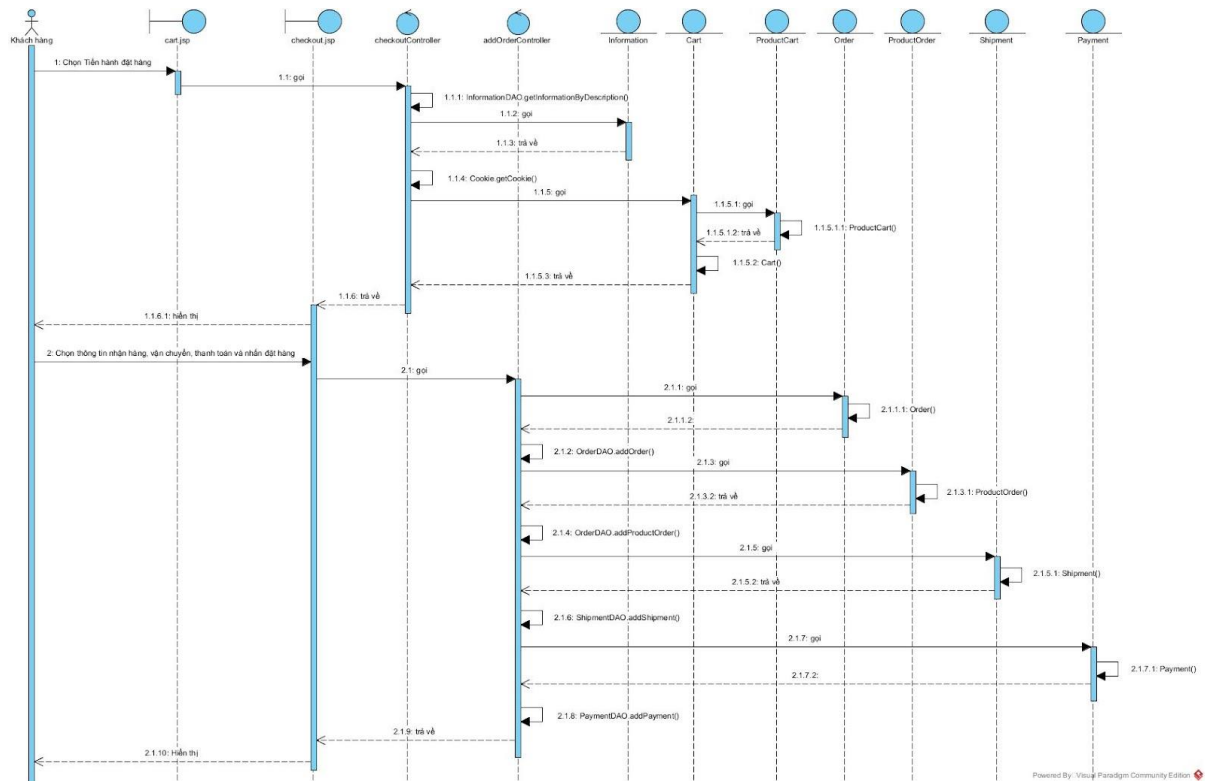 Khách hàng
cart.jsp
checkout.jsp
checkoutController
addOrderController
Information
Cart
ProductCart
Order
ProductOrder
Shipment
Payment
1: Chọn Tiến hành đặt hàng
1.1: gọi
1.1.1: InformationDAO.getInformationByDescription()
1.1.2: gọi
1.1.3: trả về
1.1.4: Cookie.getCookie()
1.1.5: gọi
1.1.5.1: gọi
1.1.5.1.1: ProductCart()
1.1.5.1.2: trả về
1.1.5.2: Cart()
1.1.5.3: trả về
1.1.6: trả về
1.1.6.1: hiển thị
2: Chọn thông tin nhận hàng, vận chuyển, thanh toán và nhấn đặt hàng
2.1: gọi
2.1.1: gọi
2.1.1.1: Order()
2.1.1.2:
2.1.2: OrderDAO.addOrder()
2.1.3: gọi
2.1.3.1: ProductOrder()
2.1.3.2: trả về
2.1.4: OrderDAO.addProductOrder()
2.1.5: gọi
2.1.5.1: Shipment()
2.1.5.2: trả về
2.1.6: ShipmentDAO.addShipment()
2.1.7: gọi
2.1.7.1: Payment()
2.1.7.2:
2.1.8: PaymentDAO.addPayment()
2.1.9: trả về
2.1.10: Hiển thị
Powered By: Visual Paradigm Community Edition